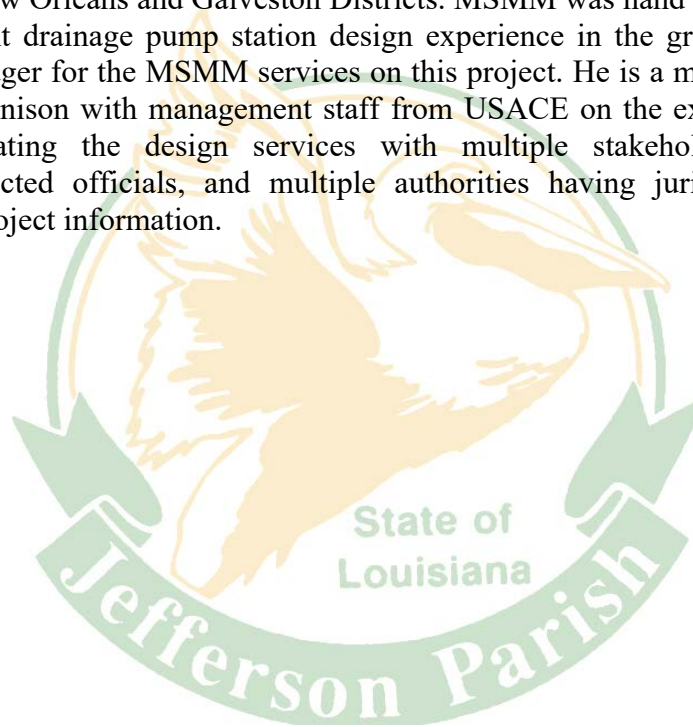 w Orleans and Galveston Districts. MSMM was hand
nt drainage pump station design experience in the gr
ager for the MSMM services on this project. He is a m
nison with management staff from USACE on the ex
ating the design services with multiple stakehol
cted officials, and multiple authorities having juri
oject information.
State of
Louisiana
Jefferson Parish